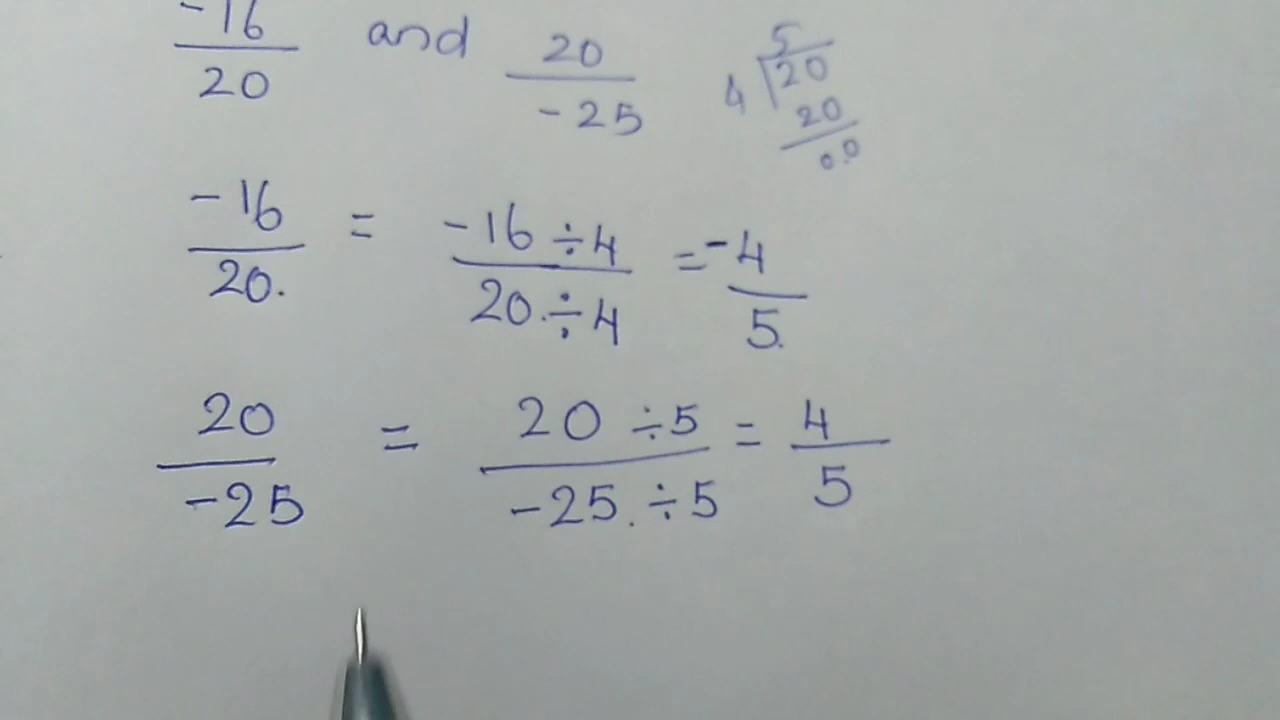 -16/20 and 20/-25
5
4 20
20
00
-16/20. = -16 ÷4/20. ÷4 = -4/5.
20/-25 = 20 ÷5/-25. ÷5 = 4/5